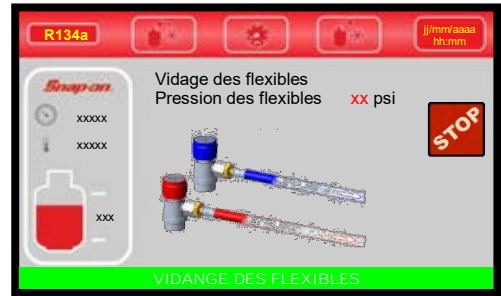 R134a
jj/mm/aaaa
hh:mm
Snap-on
xxxxx
xxxxx
xxx
Vidage des flexibles
Pression des flexibles xx psi
STOP
VIDANGE DES FLEXIBLES